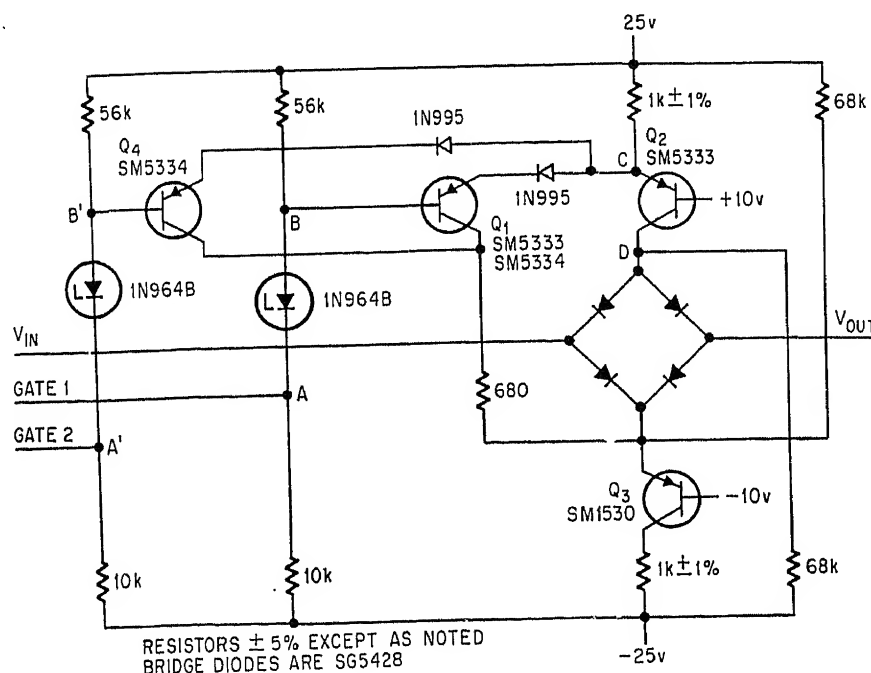 25v
56k
56k
1k±1%
68k
1N995
Q4
SM5334
Q2
SM5333
C
1N995
+10v
B'
B
Q1
SM5333
SM5334
D
1N964B
1N964B
VIN
VOUT
GATE 1
A
680
GATE 2
A'
Q3
SM1530
-10v
10k
10k
1k±1%
68k
RESISTORS ± 5% EXCEPT AS NOTED
BRIDGE DIODES ARE SG5428
-25v